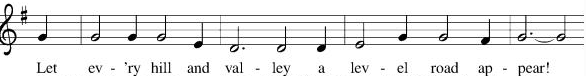 Let ev - 'ry hill and val - ley a lev - el road ap - pear!